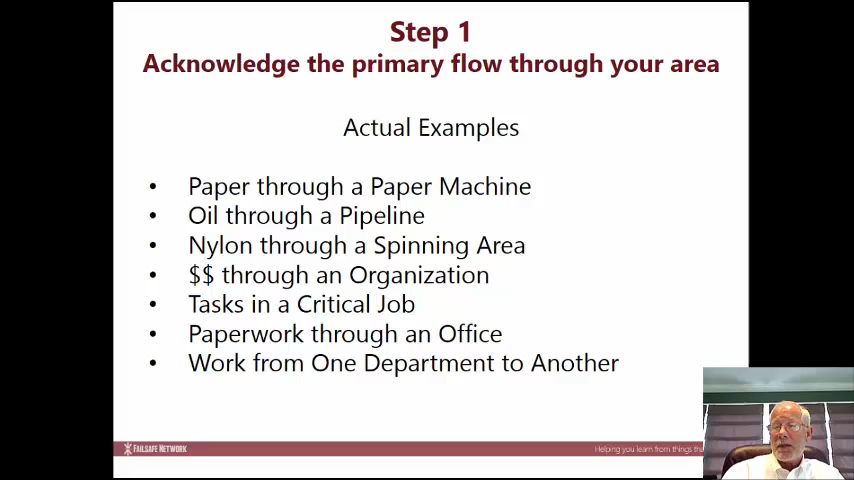 Step 1
Acknowledge the primary flow through your area
Actual Examples
• Paper through a Paper Machine
• Oil through a Pipeline
• Nylon through a Spinning Area
• $$ through an Organization
• Tasks in a Critical Job
• Paperwork through an Office
• Work from One Department to Another
FAILSAFE NETWORK
Helping you learn from things